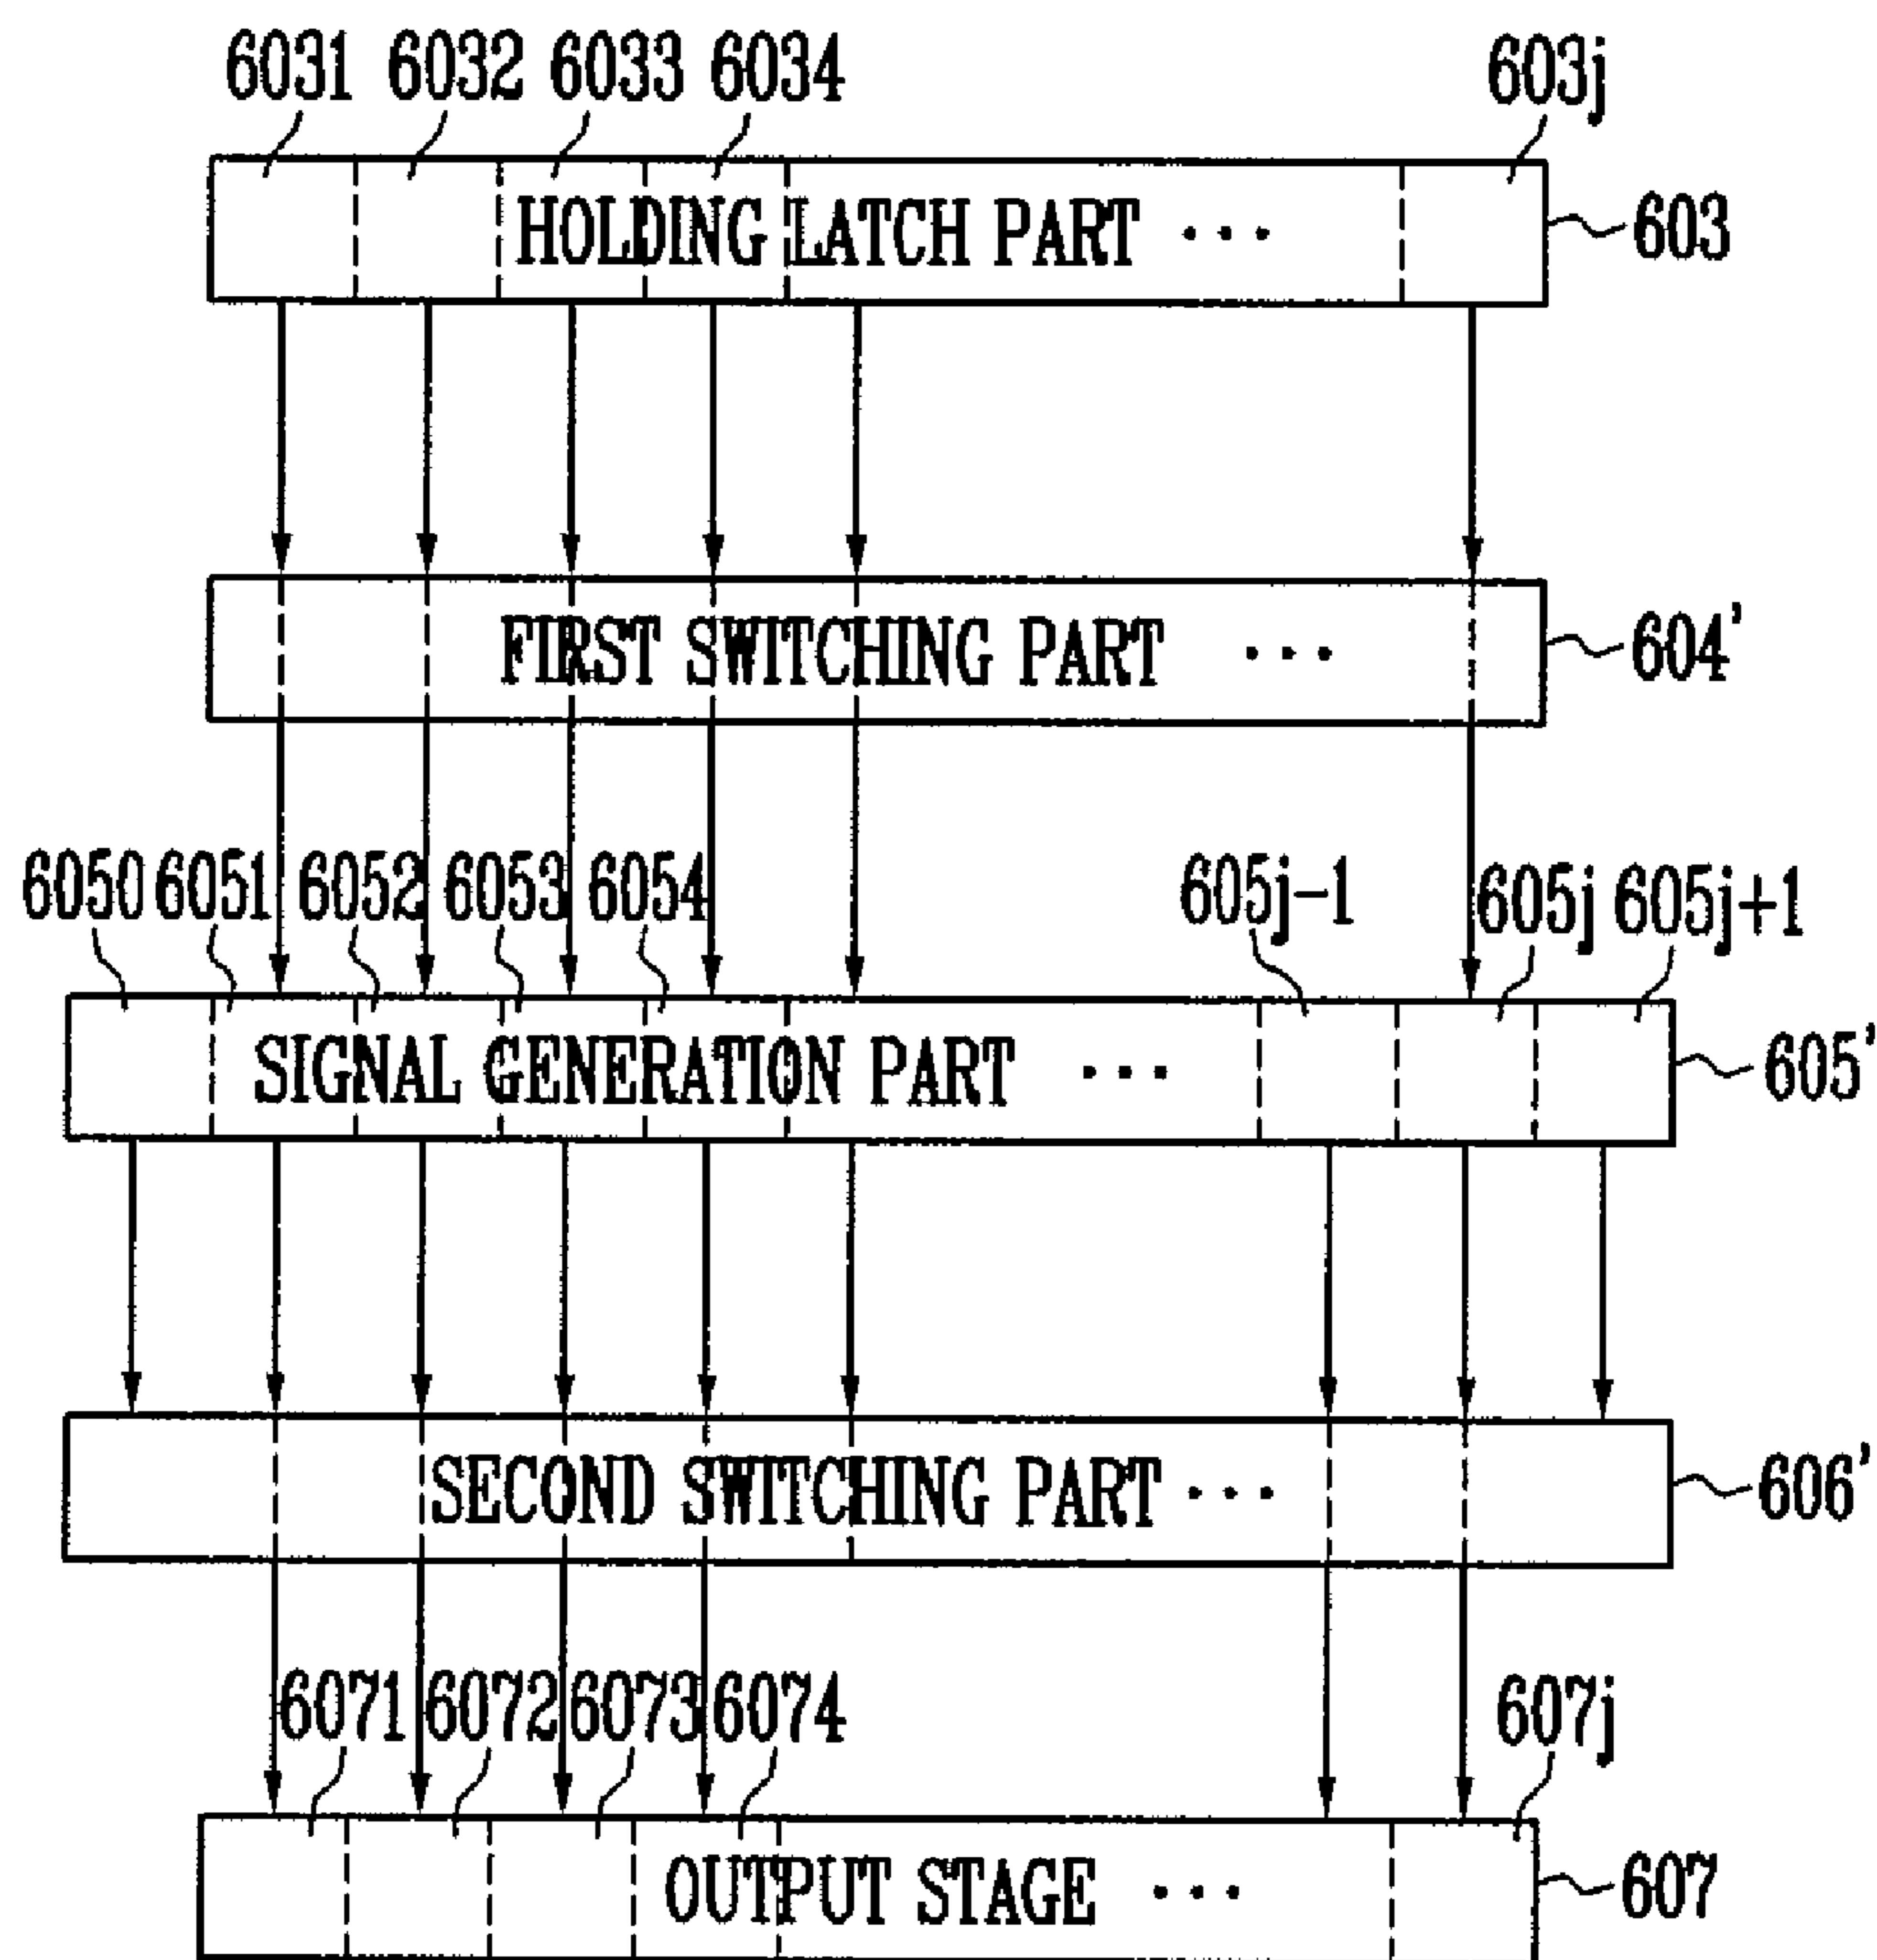 6031 6032 6033 6034 603j
HOLDING LATCH PART ... 603
FIRST SWITCHING PART ... 604'
6050 6051 6052 6053 6054 605j-1 605j 605j+1
SIGNAL GENERATION PART ... 605'
SECOND SWITCHING PART ... 606'
6071 6072 6073 6074 607j
OUTPUT STAGE ... 607